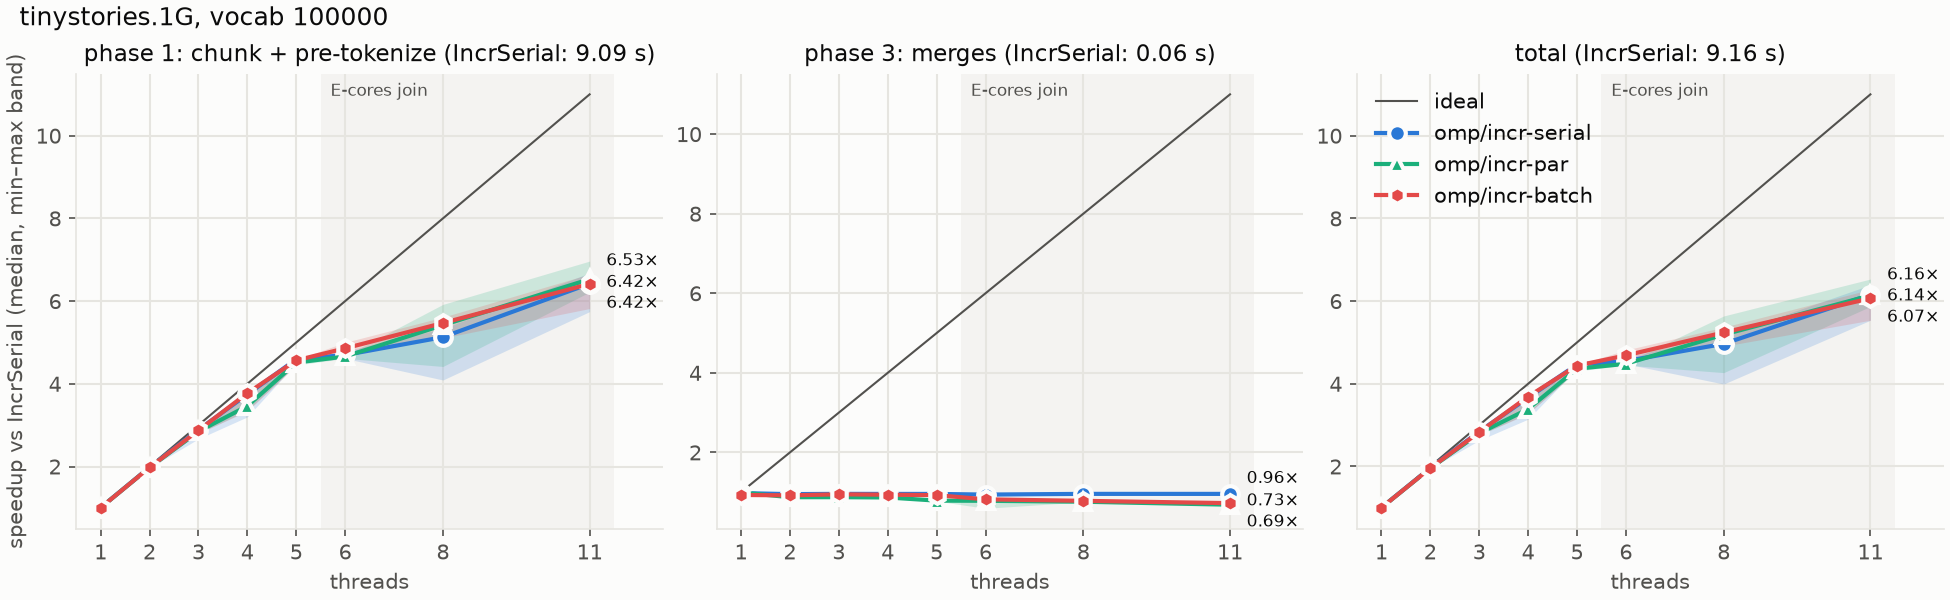 tinystories.1G, vocab 100000
phase 1: chunk + pre-tokenize (IncrSerial: 9.09 s)
speedup vs IncrSerial (median, min–max band)
E-cores join
10
8
6
4
2
6.53×
6.42×
6.42×
1 2 3 4 5 6 8 11
threads
phase 3: merges (IncrSerial: 0.06 s)
E-cores join
10
8
6
4
2
0.96×
0.73×
0.69×
1 2 3 4 5 6 8 11
threads
total (IncrSerial: 9.16 s)
E-cores join
ideal
omp/incr-serial
omp/incr-par
omp/incr-batch
10
8
6
4
2
6.16×
6.14×
6.07×
1 2 3 4 5 6 8 11
threads